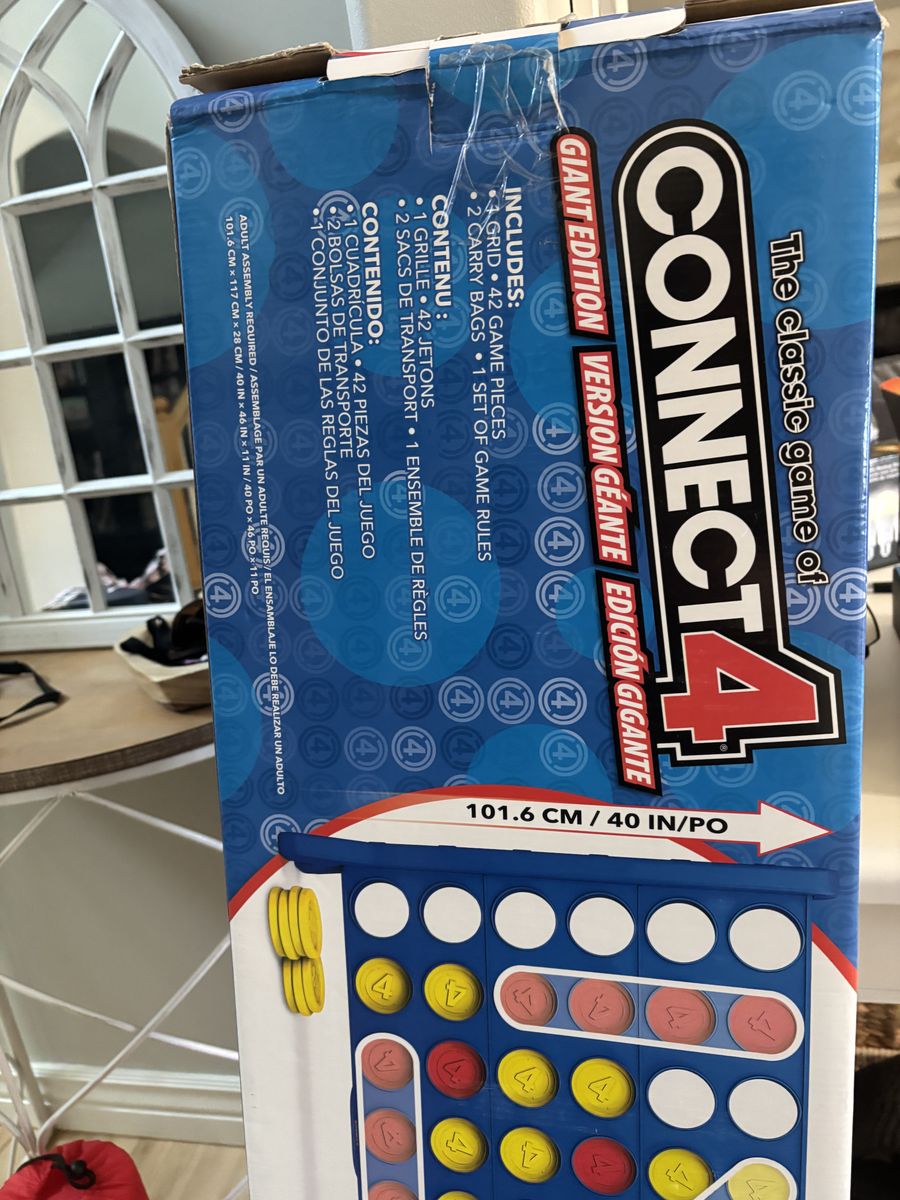 The classic game of
CONNECT 4®
GIANT EDITION VERSION GÉANTE EDICIÓN GIGANTE
INCLUDES:
• 1 GRID • 42 GAME PIECES
• 2 CARRY BAGS • 1 SET OF GAME RULES
CONTENU :
• 1 GRILLE • 42 JETONS
• 2 SACS DE TRANSPORT • 1 ENSEMBLE DE RÈGLES
CONTENIDO:
• 1 CUADRÍCULA • 42 PIEZAS DEL JUEGO
• 2 BOLSAS DE TRANSPORTE
• 1 CONJUNTO DE LAS REGLAS DEL JUEGO
ADULT ASSEMBLY REQUIRED / ASSEMBLAGE PAR UN ADULTE REQUIS / EL ENSAMBLAJE LO DEBE REALIZAR UN ADULTO
101.6 CM × 117 CM × 28 CM / 40 IN × 46 IN × 11 IN / 40 PO × 46 PO × 11 PO
101.6 CM / 40 IN/PO